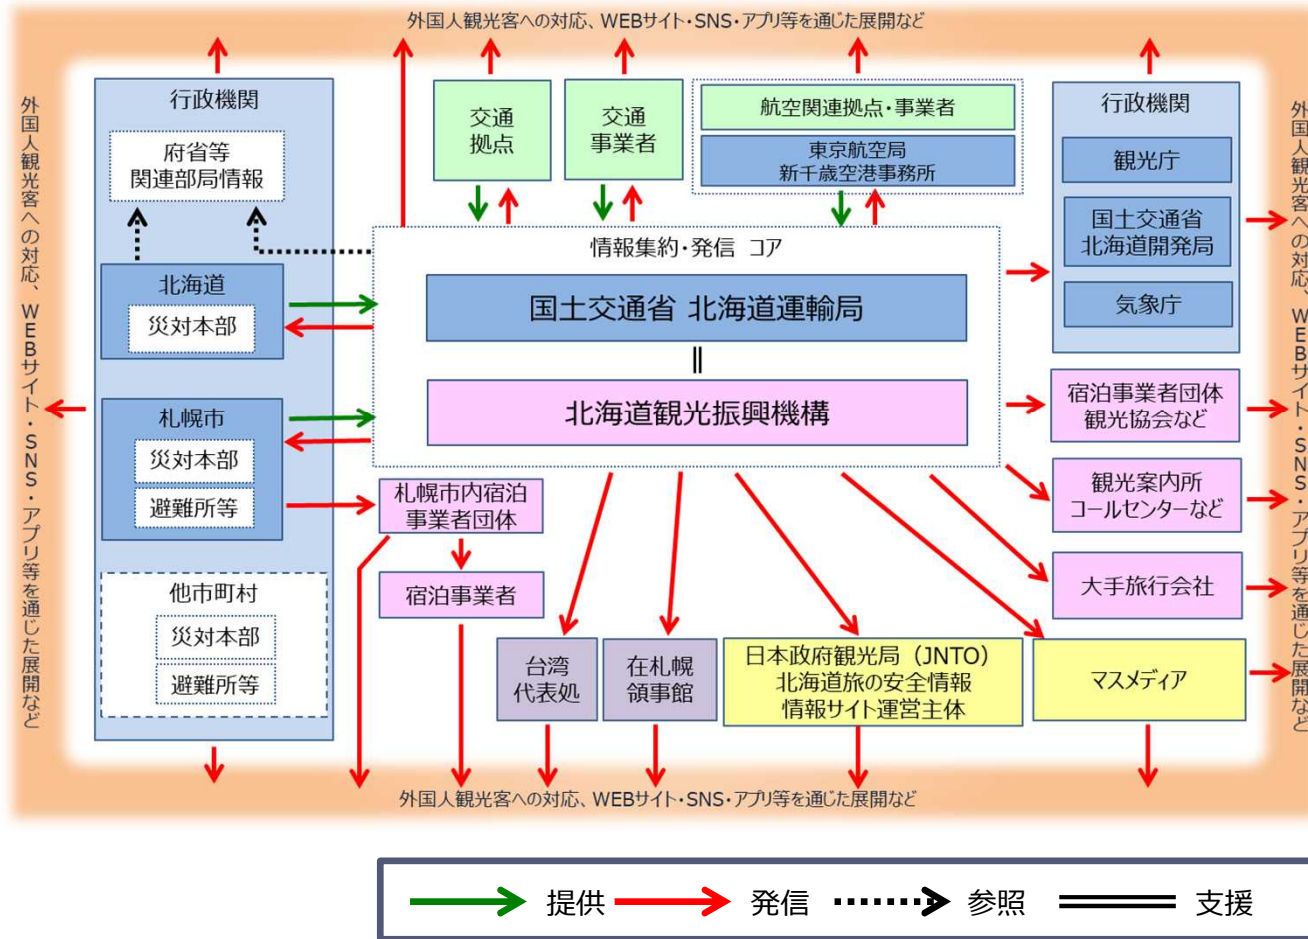 外国人観光客への対応、WEBサイト・SNS・アプリ等を通じた展開など
外国人観光客への対応、WEBサイト・SNS・アプリ等を通じた展開など
行政機関
府省等
関連部局情報
北海道
災対本部
札幌市
災対本部
避難所等
他市町村
災対本部
避難所等
交通
拠点
交通
事業者
航空関連拠点・事業者
東京航空局
新千歳空港事務所
情報集約・発信 コア
国土交通省 北海道運輸局
北海道観光振興機構
札幌市内宿泊
事業者団体
宿泊事業者
台湾
代表処
在札幌
領事館
日本政府観光局（JNTO）
北海道旅の安全情報
情報サイト運営主体
行政機関
観光庁
国土交通省
北海道開発局
気象庁
宿泊事業者団体
観光協会など
観光案内所
コールセンターなど
大手旅行会社
マスメディア
外国人観光客への対応、WEBサイト・SNS・アプリ等を通じた展開など
外国人観光客への対応、WEBサイト・SNS・アプリ等を通じた展開など
提供
発信
参照
支援